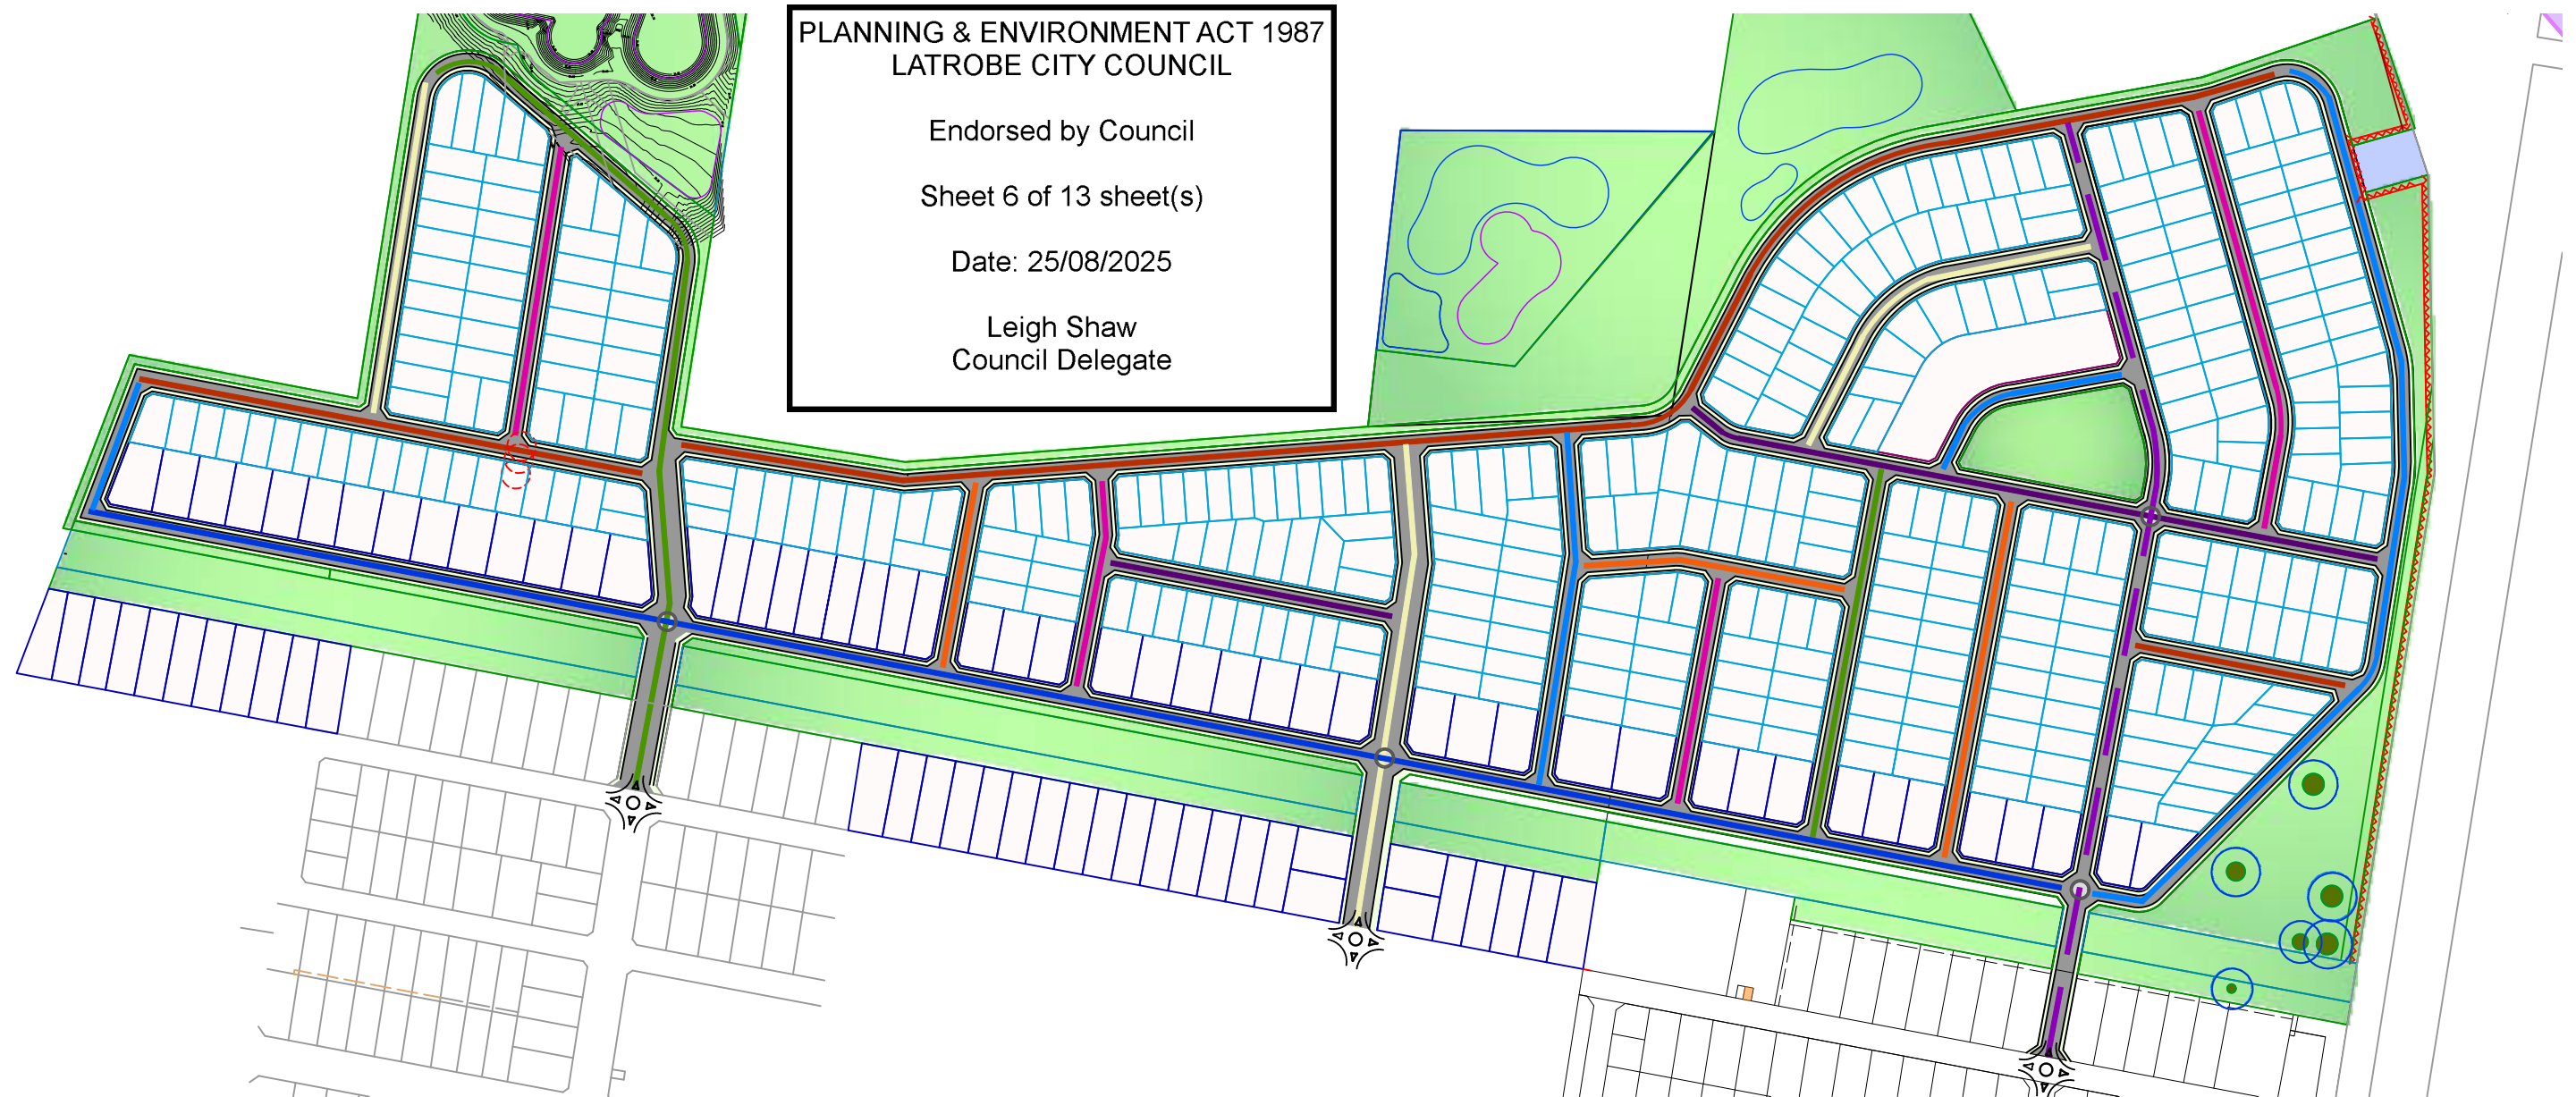 PLANNING & ENVIRONMENT ACT 1987
LATROBE CITY COUNCIL
Endorsed by Council
Sheet 6 of 13 sheet(s)
Date: 25/08/2025
Leigh Shaw
Council Delegate